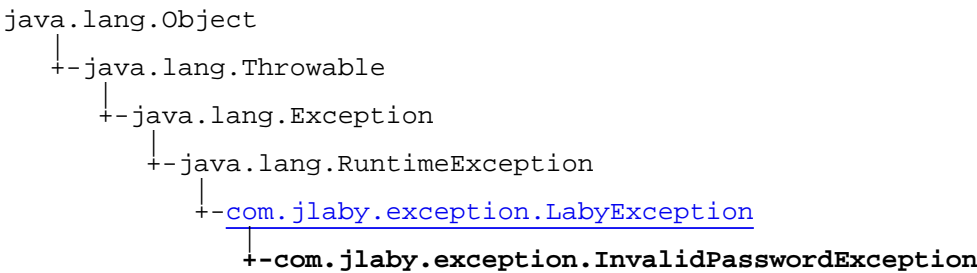 java.lang.Object
|
+-java.lang.Throwable
|
+-java.lang.Exception
|
+-java.lang.RuntimeException
|
+-com.jlaby.exception.LabyException
|
+-com.jlaby.exception.InvalidPasswordException